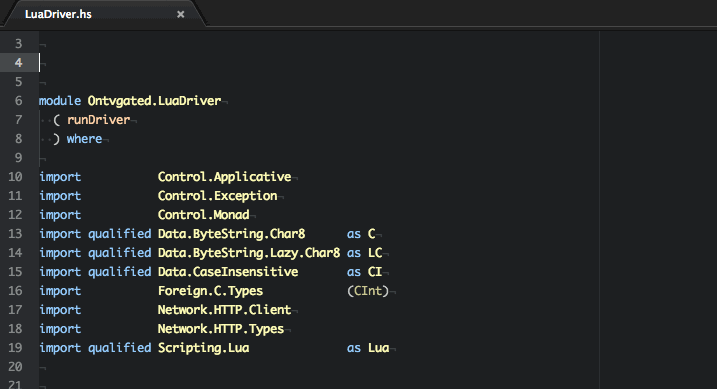 LuaDriver.hs ×
3 ¬
4 ¬
5 ¬
6 module Ontvgated.LuaDriver¬
7 ··( runDriver¬
8 ··) where¬
9 ¬
10 import           Control.Applicative¬
11 import           Control.Exception¬
12 import           Control.Monad¬
13 import qualified Data.ByteString.Char8      as C¬
14 import qualified Data.ByteString.Lazy.Char8 as LC¬
15 import qualified Data.CaseInsensitive       as CI¬
16 import           Foreign.C.Types            (CInt)¬
17 import           Network.HTTP.Client¬
18 import           Network.HTTP.Types¬
19 import qualified Scripting.Lua              as Lua¬
20 ¬
21 ¬